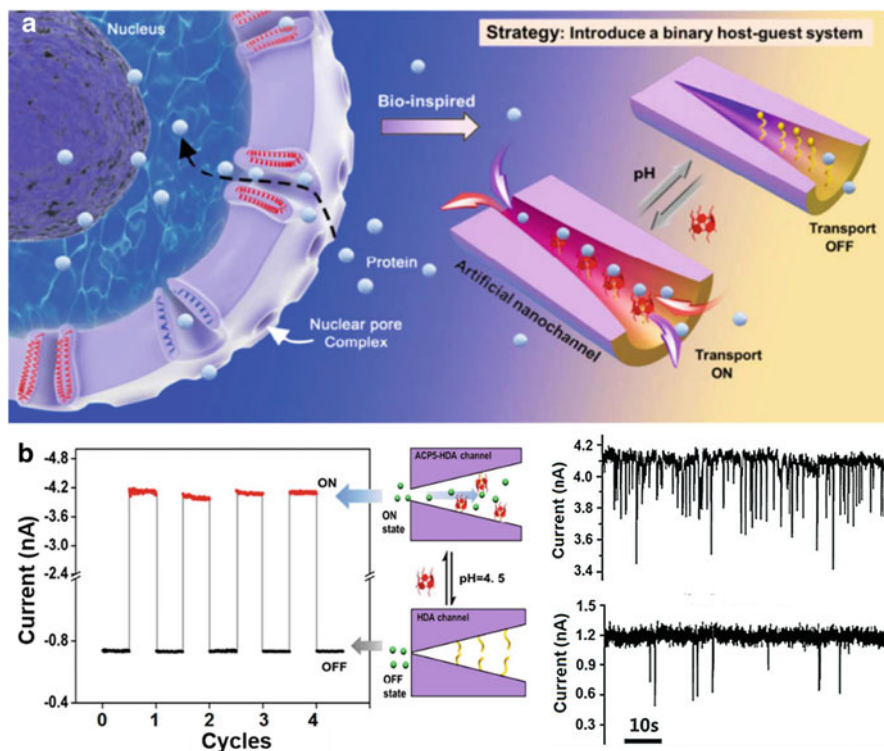 a
Nucleus
Strategy: Introduce a binary host-guest system
Bio-inspired
pH
Transport
OFF
Protein
Artificial nanochannel
Nuclear pore
Complex
Transport
ON
b
-4.8
-4.2
-3.6
-3.0
-2.4
-0.8
-0.4
Current (nA)
0 1 2 3 4
Cycles
ON
OFF
ACP5-HDA channel
ON
state
pH=4. 5
HDA channel
OFF
state
4.2
4.0
3.8
3.6
3.4
Current (nA)
1.5
1.2
0.9
0.6
0.3
Current (nA)
10s